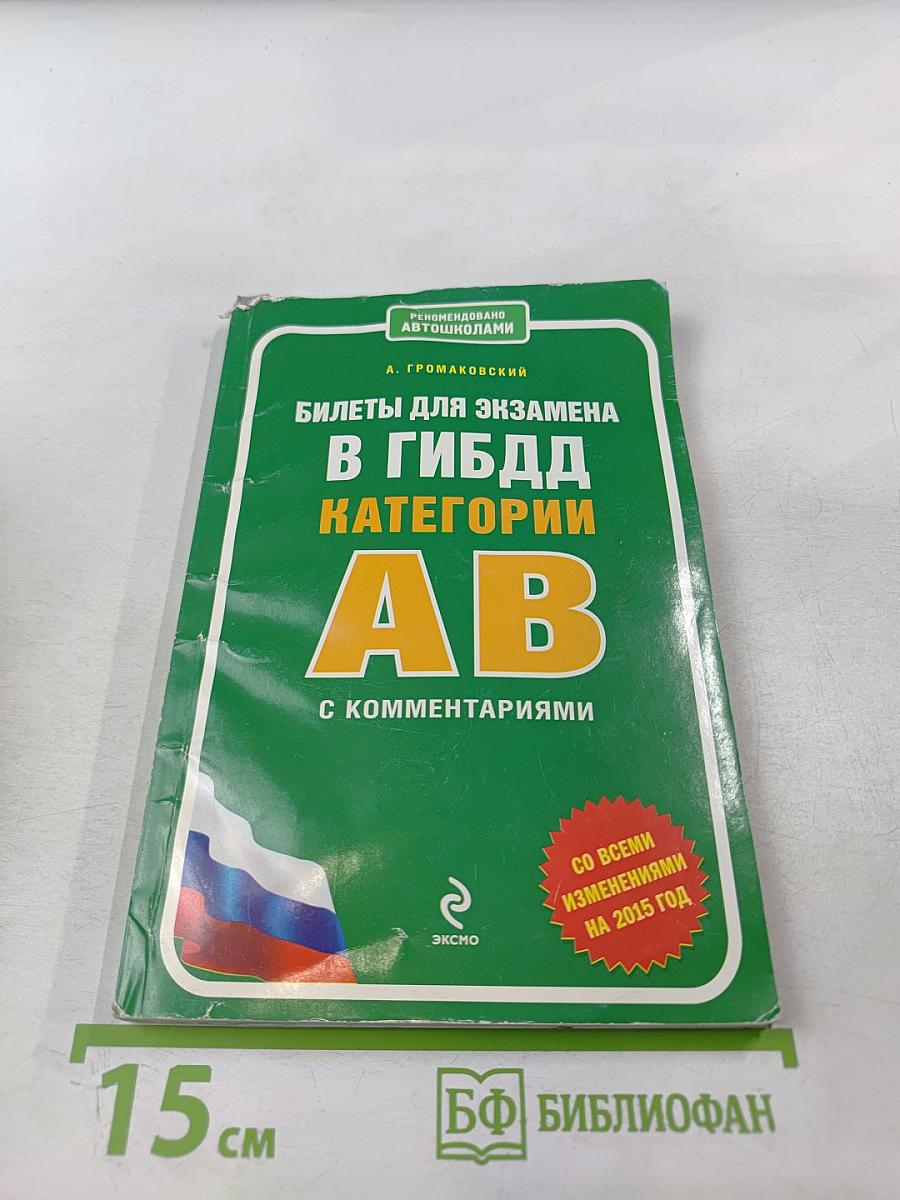 РЕКОМЕНДОВАНО
АВТОШКОЛАМИ
А. ГРОМАКОВСКИЙ
БИЛЕТЫ ДЛЯ ЭКЗАМЕНА
В ГИБДД
КАТЕГОРИИ
АВ
С КОММЕНТАРИЯМИ
СО ВСЕМИ
ИЗМЕНЕНИЯМИ
НА 2015 ГОД
ЭКСМО
15 см
БФ БИБЛИОФАН